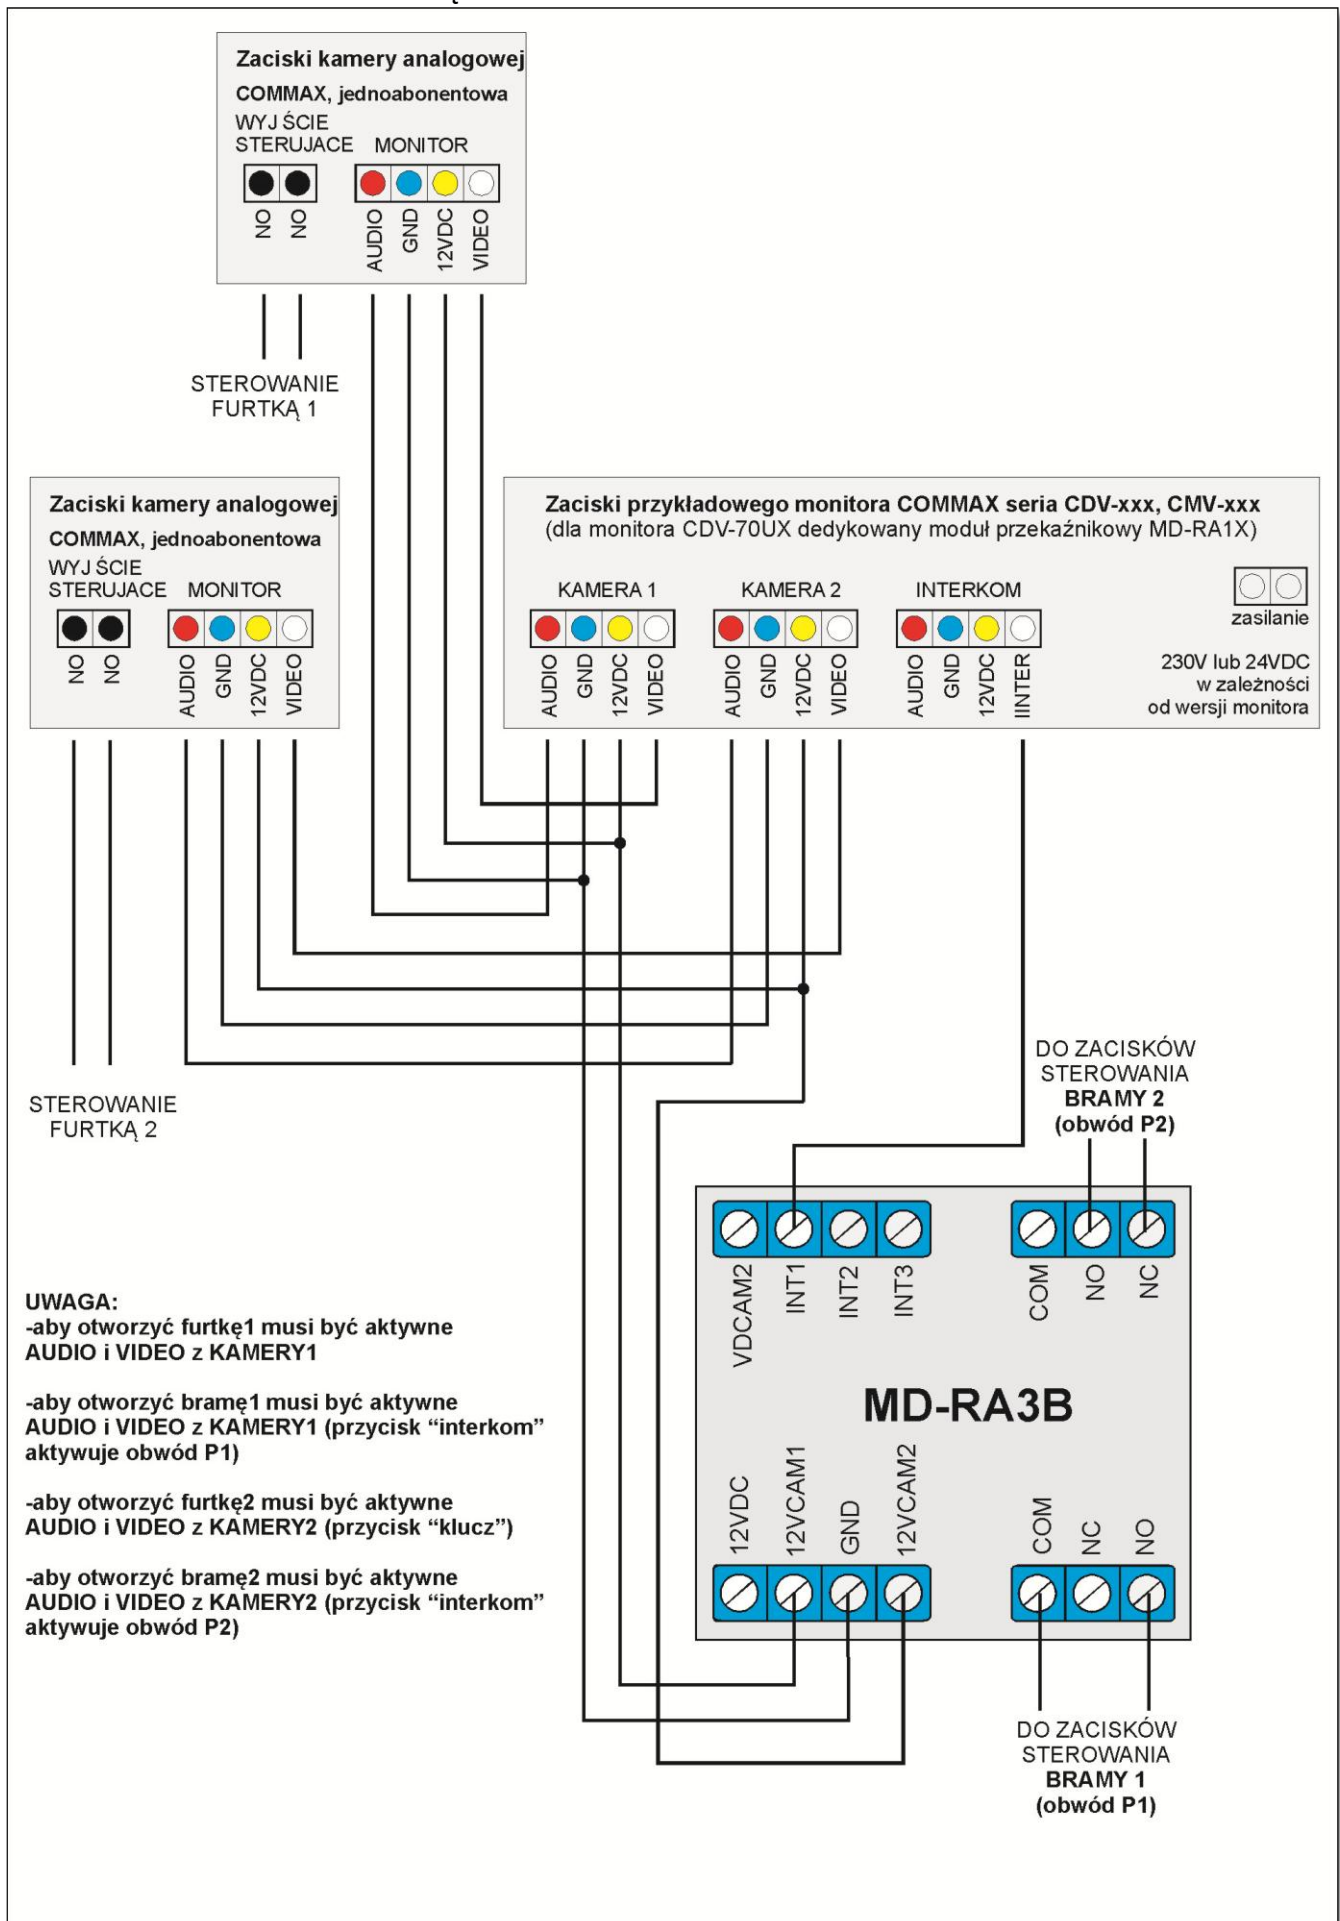 Zaciski kamery analogowej
COMMAX, jednoabonentowa
WYJ ŚCIE
STERUJACE MONITOR
NO
NO
AUDIO
GND
12VDC
VIDEO
STEROWANIE
FURTKĄ 1
Zaciski kamery analogowej
COMMAX, jednoabonentowa
WYJ ŚCIE
STERUJACE MONITOR
NO
NO
AUDIO
GND
12VDC
VIDEO
Zaciski przykładowego monitora COMMAX seria CDV-xxx, CMV-xxx
(dla monitora CDV-70UX dedykowany moduł przekaźnikowy MD-RA1X)
KAMERA 1
AUDIO
GND
12VDC
VIDEO
KAMERA 2
AUDIO
GND
12VDC
VIDEO
INTERKOM
AUDIO
GND
12VDC
IINTER
zasilanie
230V lub 24VDC
w zależności
od wersji monitora
STEROWANIE
FURTKĄ 2
DO ZACISKÓW
STEROWANIA
BRAMY 2
(obwód P2)
VDCAM2
INT1
INT2
INT3
COM
NO
NC
MD-RA3B
12VDC
12VCAM1
GND
12VCAM2
COM
NC
NO
DO ZACISKÓW
STEROWANIA
BRAMY 1
(obwód P1)
UWAGA:
-aby otworzyć furtkę1 musi być aktywne
AUDIO i VIDEO z KAMERY1
-aby otworzyć bramę1 musi być aktywne
AUDIO i VIDEO z KAMERY1 (przycisk “interkom”
aktywuje obwód P1)
-aby otworzyć furtkę2 musi być aktywne
AUDIO i VIDEO z KAMERY2 (przycisk “klucz”)
-aby otworzyć bramę2 musi być aktywne
AUDIO i VIDEO z KAMERY2 (przycisk “interkom”
aktywuje obwód P2)